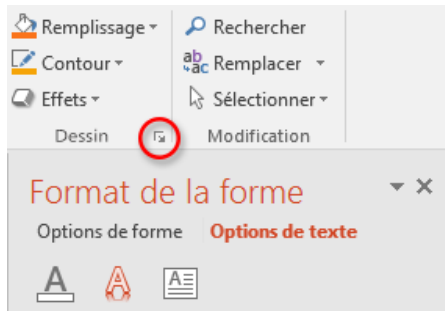 Remplissage
Rechercher
Contour
Remplacer
Effets
Sélectionner
Dessin
Modification
Format de la forme
Options de forme Options de texte